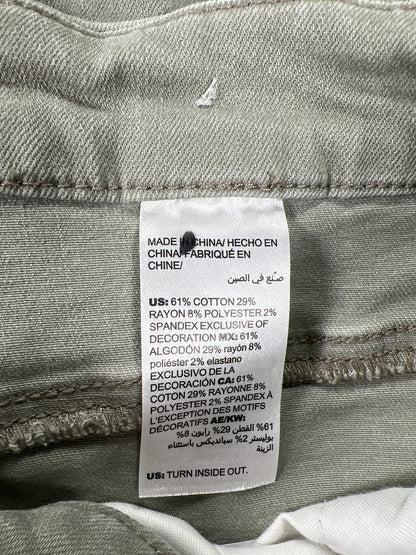 MADE IN CHINA/ HECHO EN
CHINA/ FABRIQUÉ EN
CHINE/
صنع في الصين
US: 61% COTTON 29%
RAYON 8% POLYESTER 2%
SPANDEX EXCLUSIVE OF
DECORATION MX: 61%
ALGODÓN 29% rayón 8%
poliéster 2% elastano
EXCLUSIVO DE LA
DECORACIÓN CA: 61%
COTON 29% RAYONNE 8%
POLYESTER 2% SPANDEX À
L'EXCEPTION DES MOTIFS
DÉCORATIFS AE/KW:
61% القطن 29% رايون 8%
بوليستر 2% سبانديكس باستثناء
الزينة
US: TURN INSIDE OUT.